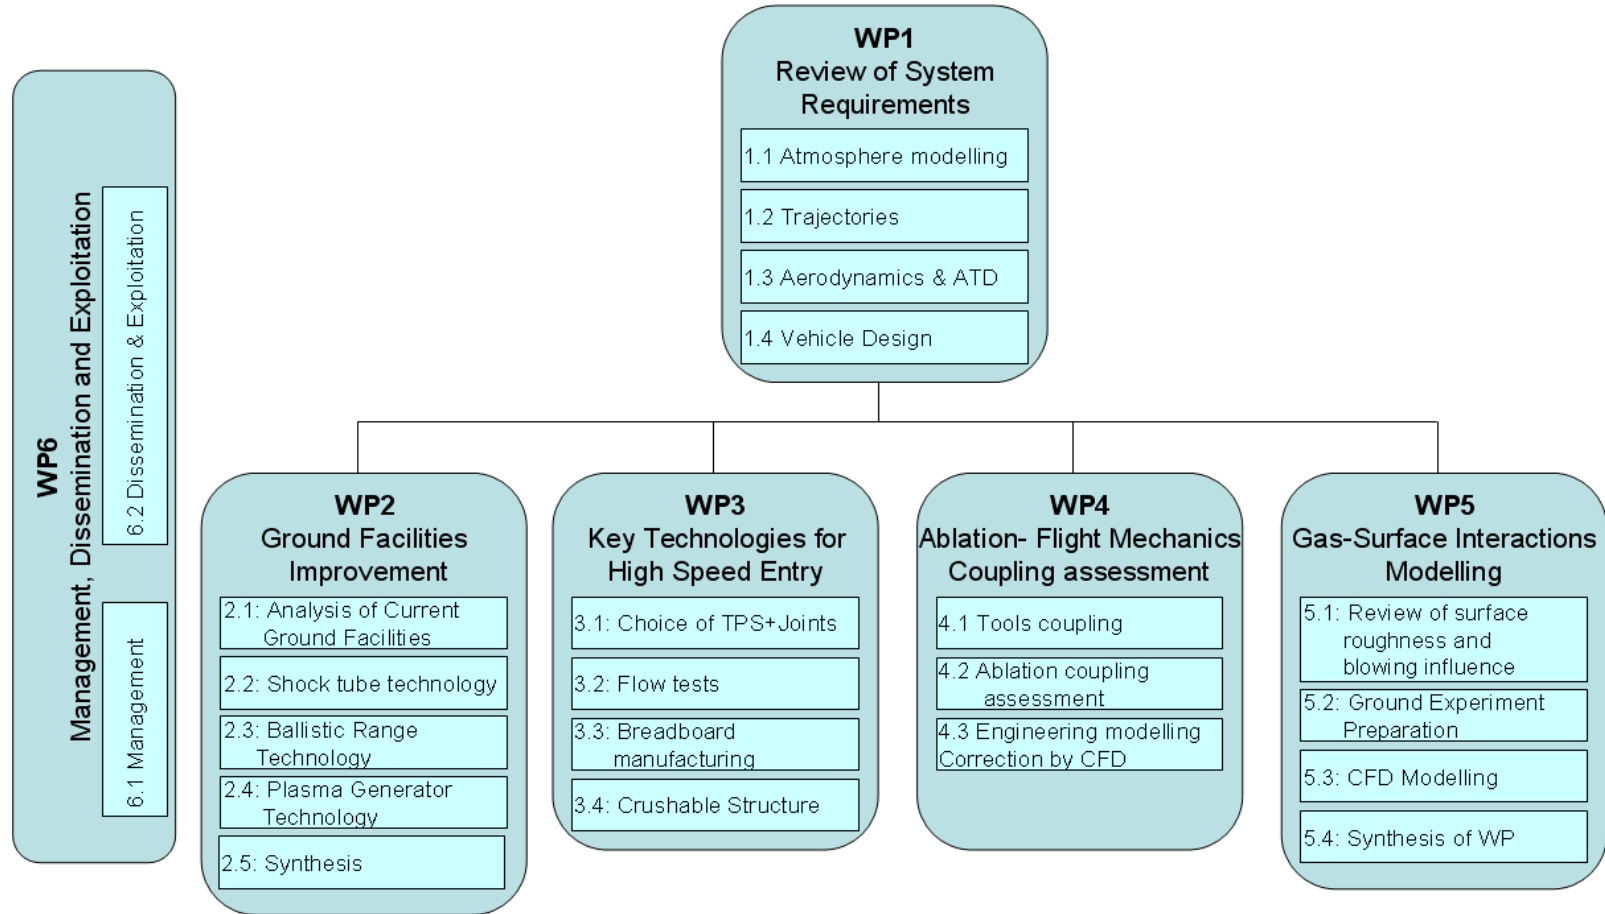 WP6
Management, Dissemination and Exploitation
6.2 Dissemination & Exploitation
6.1 Management
WP1
Review of System
Requirements
1.1 Atmosphere modelling
1.2 Trajectories
1.3 Aerodynamics & ATD
1.4 Vehicle Design
WP2
Ground Facilities
Improvement
2.1: Analysis of Current
Ground Facilities
2.2: Shock tube technology
2.3: Ballistic Range
Technology
2.4: Plasma Generator
Technology
2.5: Synthesis
WP3
Key Technologies for
High Speed Entry
3.1: Choice of TPS+Joints
3.2: Flow tests
3.3: Breadboard
manufacturing
3.4: Crushable Structure
WP4
Ablation- Flight Mechanics
Coupling assessment
4.1 Tools coupling
4.2 Ablation coupling
assessment
4.3 Engineering modelling
Correction by CFD
WP5
Gas-Surface Interactions
Modelling
5.1: Review of surface
roughness and
blowing influence
5.2: Ground Experiment
Preparation
5.3: CFD Modelling
5.4: Synthesis of WP